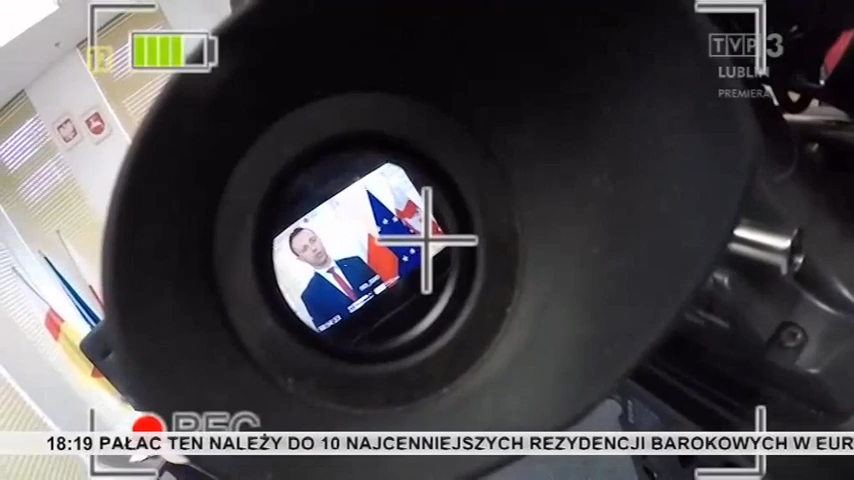 TVP3
LUBLIN
PREMIERA
REC
18:19 PAŁAC TEN NALEŻY DO 10 NAJCENNIEJSZYCH REZYDENCJI BAROKOWYCH W EUR